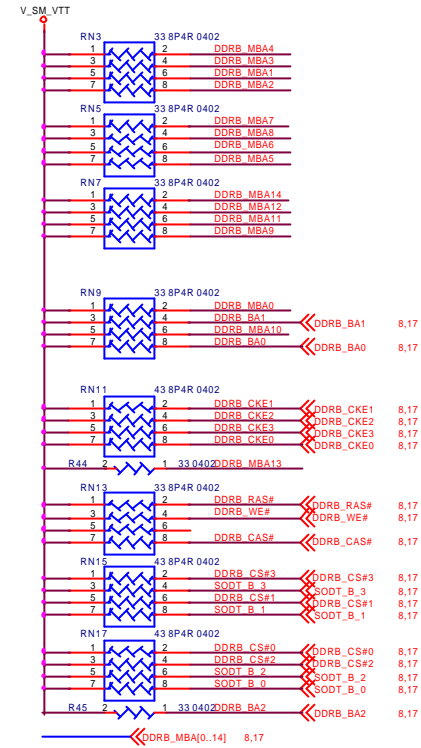 V_SM_VTT
RN3 33 8P4R 0402
1 2 DDRB_MBA4
3 4 DDRB_MBA3
5 6 DDRB_MBA1
7 8 DDRB_MBA2
RN5 33 8P4R 0402
1 2 DDRB_MBA7
3 4 DDRB_MBA8
5 6 DDRB_MBA6
7 8 DDRB_MBA5
RN7 33 8P4R 0402
1 2 DDRB_MBA14
3 4 DDRB_MBA12
5 6 DDRB_MBA11
7 8 DDRB_MBA9
RN9 33 8P4R 0402
1 2 DDRB_MBA0
3 4 DDRB_BA1 DDRB_BA1 8,17
5 6 DDRB_MBA10
7 8 DDRB_BA0 DDRB_BA0 8,17
RN11 43 8P4R 0402
1 2 DDRB_CKE1 DDRB_CKE1 8,17
3 4 DDRB_CKE2 DDRB_CKE2 8,17
5 6 DDRB_CKE3 DDRB_CKE3 8,17
7 8 DDRB_CKE0 DDRB_CKE0 8,17
R44 2 1 33 0402 DDRB_MBA13
RN13 33 8P4R 0402
1 2 DDRB_RAS# DDRB_RAS# 8,17
3 4 DDRB_WE# DDRB_WE# 8,17
5 6
7 8 DDRB_CAS# DDRB_CAS# 8,17
RN15 43 8P4R 0402
1 2 DDRB_CS#3 DDRB_CS#3 8,17
3 4 SODT_B_3 SODT_B_3 8,17
5 6 DDRB_CS#1 DDRB_CS#1 8,17
7 8 SODT_B_1 SODT_B_1 8,17
RN17 43 8P4R 0402
1 2 DDRB_CS#0 DDRB_CS#0 8,17
3 4 DDRB_CS#2 DDRB_CS#2 8,17
5 6 SODT_B_2 SODT_B_2 8,17
7 8 SODT_B_0 SODT_B_0 8,17
R45 2 1 33 0402 DDRB_BA2 DDRB_BA2 8,17
DDRB_MBA[0..14] 8,17